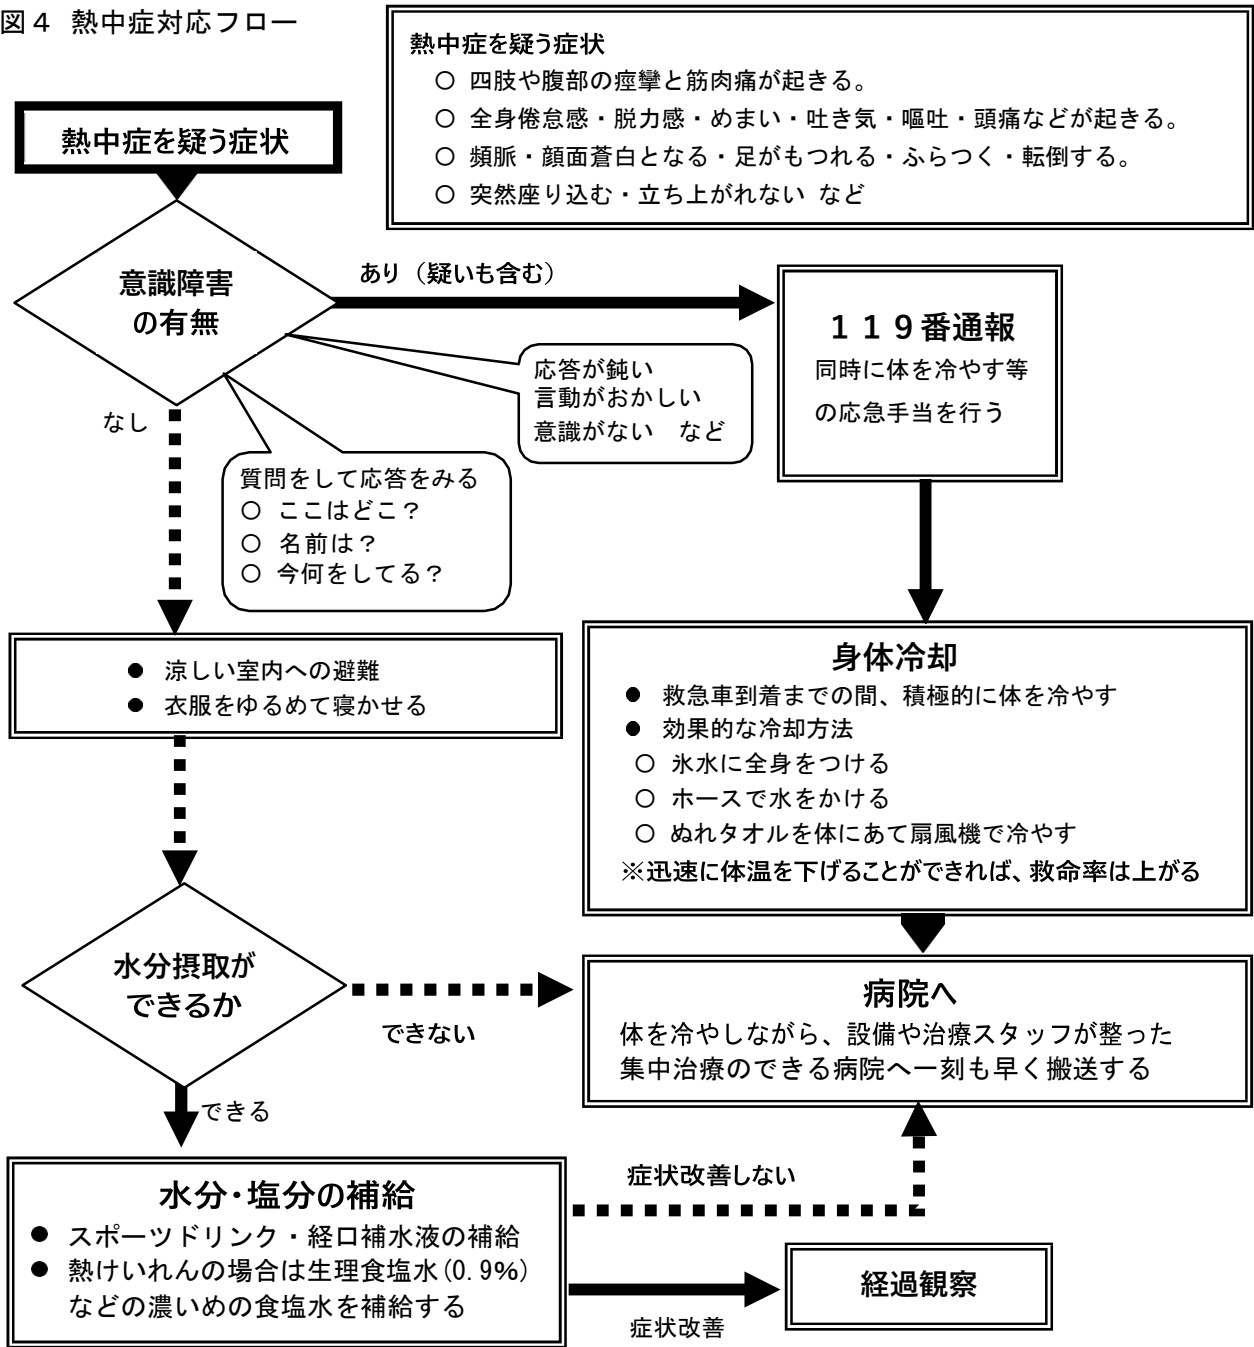 図４ 熱中症対応フロー
熱中症を疑う症状
○ 四肢や腹部の痙攣と筋肉痛が起きる。
○ 全身倦怠感・脱力感・めまい・吐き気・嘔吐・頭痛などが起きる。
○ 頻脈・顔面蒼白となる・足がもつれる・ふらつく・転倒する。
○ 突然座り込む・立ち上がれない など
熱中症を疑う症状
意識障害
の有無
あり（疑いも含む）
１１９番通報
同時に体を冷やす等
の応急手当を行う
応答が鈍い
言動がおかしい
意識がない　など
なし
質問をして応答をみる
○ ここはどこ？
○ 名前は？
○ 今何をしてる？
● 涼しい室内への避難
● 衣服をゆるめて寝かせる
身体冷却
● 救急車到着までの間、積極的に体を冷やす
● 効果的な冷却方法
○ 氷水に全身をつける
○ ホースで水をかける
○ ぬれタオルを体にあて扇風機で冷やす
※迅速に体温を下げることができれば、救命率は上がる
水分摂取が
できるか
できない
病院へ
体を冷やしながら、設備や治療スタッフが整った
集中治療のできる病院へ一刻も早く搬送する
できる
水分・塩分の補給
● スポーツドリンク・経口補水液の補給
● 熱けいれんの場合は生理食塩水(0.9%)
などの濃いめの食塩水を補給する
症状改善しない
経過観察
症状改善